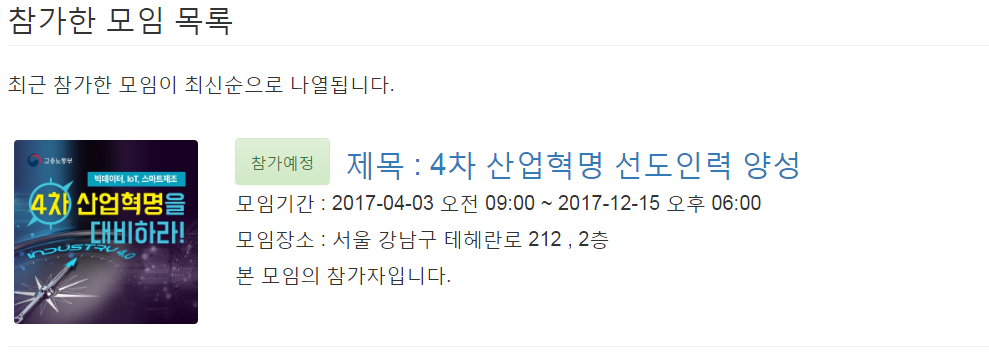 참가한 모임 목록
최근 참가한 모임이 최신순으로 나열됩니다.
고용노동부
빅데이터, IoT, 스마트제조
4차 산업혁명을
대비하라!
INDUSTRY 4.0
참가예정 제목 : 4차 산업혁명 선도인력 양성
모임기간 : 2017-04-03 오전 09:00 ~ 2017-12-15 오후 06:00
모임장소 : 서울 강남구 테헤란로 212 , 2층
본 모임의 참가자입니다.